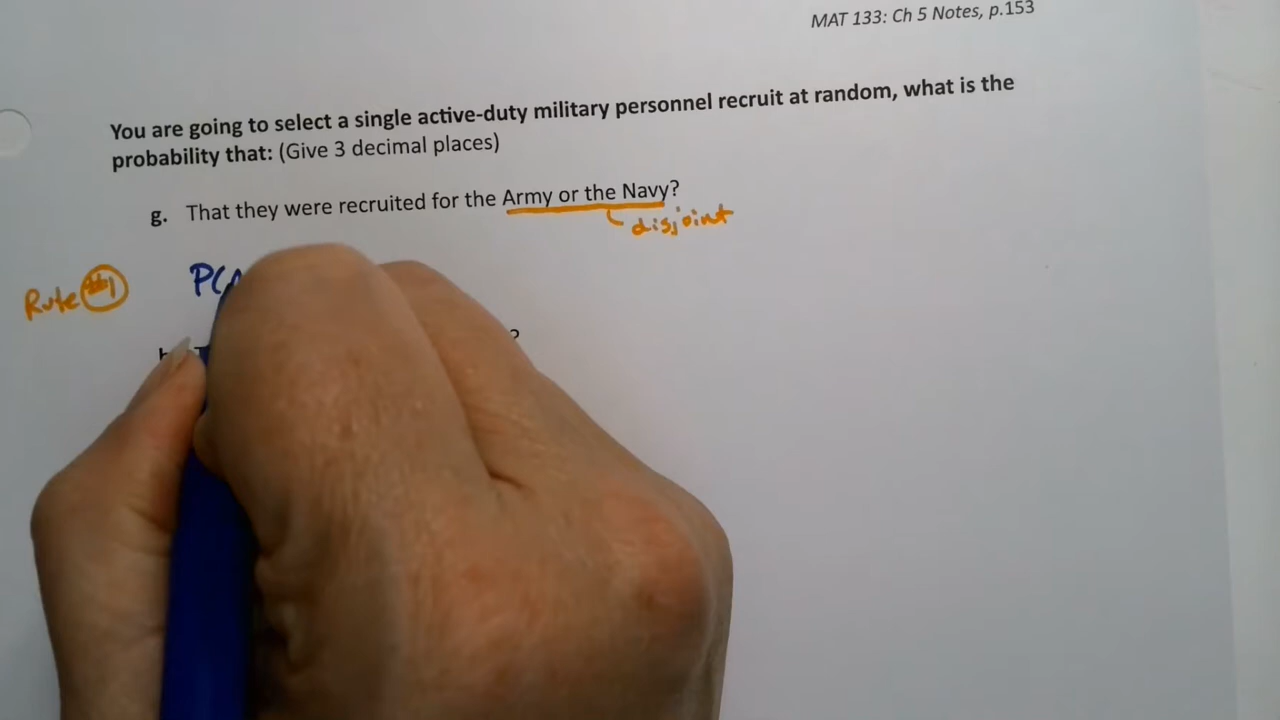 MAT 133: Ch 5 Notes, p.153
You are going to select a single active-duty military personnel recruit at random, what is the
probability that: (Give 3 decimal places)
g. That they were recruited for the Army or the Navy?
disjoint
Rule #1 P(A
?